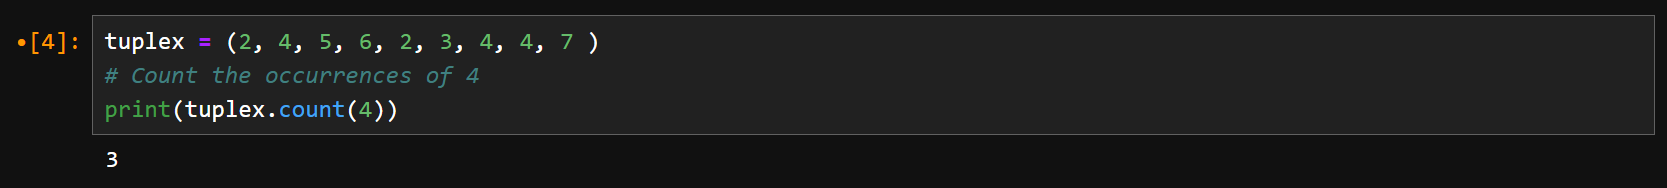 •[4]:
tuplex = (2, 4, 5, 6, 2, 3, 4, 4, 7 )
# Count the occurrences of 4
print(tuplex.count(4))
3